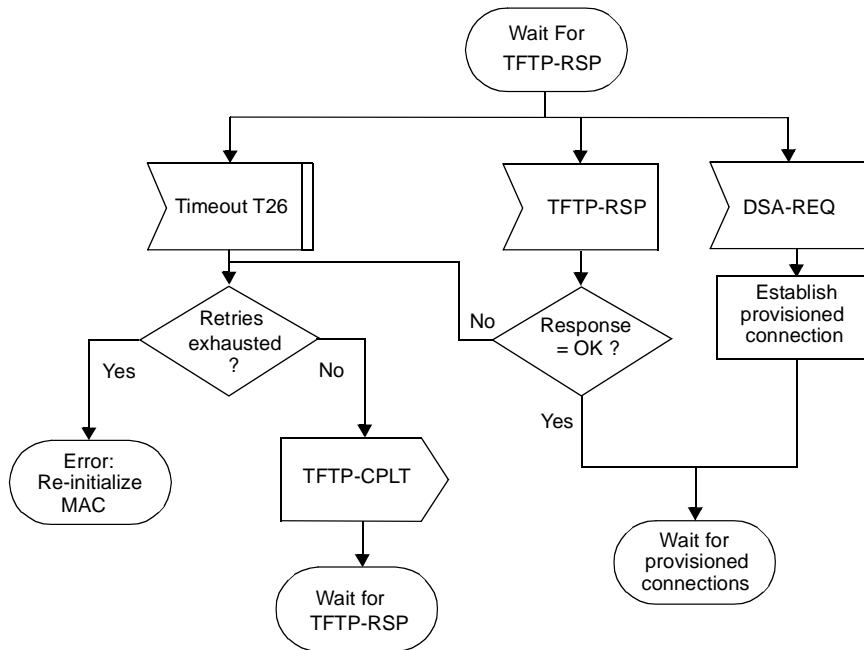 Wait For
TFTP-RSP
Timeout T26
TFTP-RSP
DSA-REQ
Retries
exhausted
?
Yes
No
No
Response
= OK ?
Yes
Establish
provisioned
connection
Error:
Re-initialize
MAC
TFTP-CPLT
Wait for
TFTP-RSP
Wait for
provisioned
connections